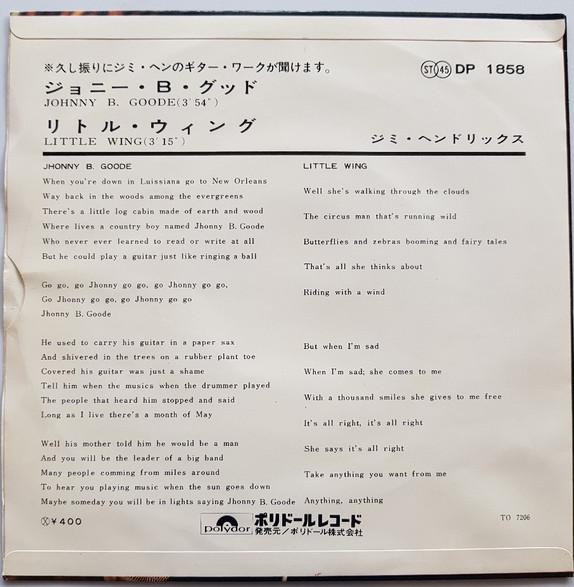 ※久し振りにジミ・ヘンのギター・ワークが聞けます。
ST 45 DP 1858
ジョニー・B・グッド
JOHNNY B. GOODE(3′54″)
リトル・ウィング
LITTLE WING(3′15″)
ジミ・ヘンドリックス
JHONNY B. GOODE
When you're down in Luissiana go to New Orleans
Way back in the woods among the evergreens
There's a little log cabin made of earth and wood
Where lives a country boy named Jhonny B. Goode
Who never ever learned to read or write at all
But he could play a guitar just like ringing a ball
Go go, go Jhonny go go, go Jhonny go go,
Go Jhonny go go, go Jhonny go go
Jhonny B. Goode
He used to carry his guitar in a paper sax
And shivered in the trees on a rubber plant toe
Covered his guitar was just a shame
Tell him when the musics when the drummer played
The people that heard him stopped and said
Long as I live there's a month of May
Well his mother told him he would be a man
And you will be the leader of a big band
Many people comming from miles around
To hear you playing music when the sun goes down
Maybe someday you will be in lights saying Jhonny B. Goode
LITTLE WING
Well she's walking through the clouds
The circus man that's running wild
Butterflies and zebras booming and fairy tales
That's all she thinks about
Riding with a wind
But when I'm sad
When I'm sad; she comes to me
With a thousand smiles she gives to me free
It's all right, it's all right
She says it's all right
Take anything you want from me
Anything, anything
Ⓧ¥400
polydor
ポリドールレコード
発売元/ポリドール株式会社
TO 7206